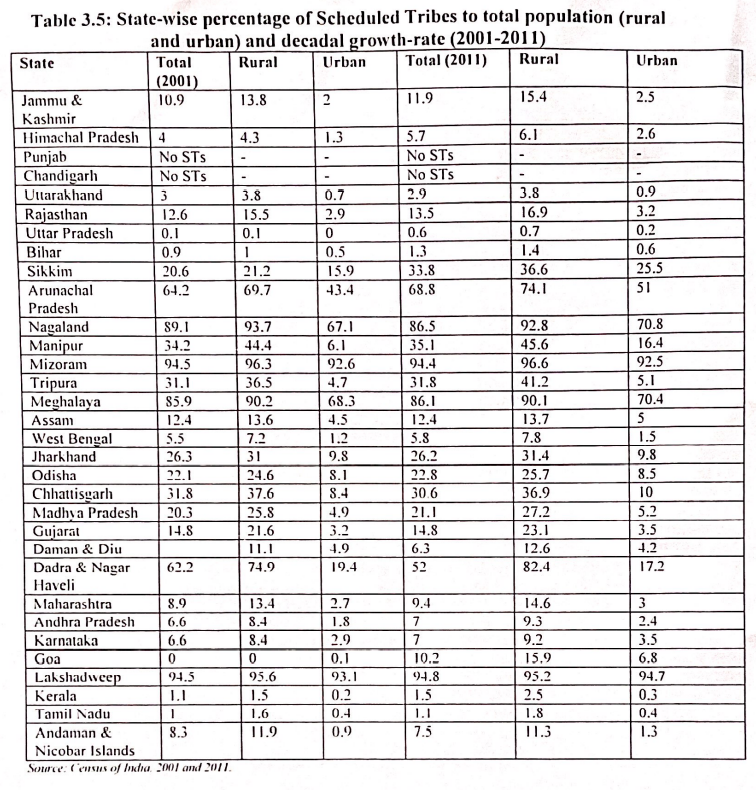 Table 3.5: State-wise percentage of Scheduled Tribes to total population (rural
and urban) and decadal growth-rate (2001-2011)
State Total (2001) Rural Urban Total (2011) Rural Urban
Jammu & Kashmir 10.9 13.8 2 11.9 15.4 2.5
Himachal Pradesh 4 4.3 1.3 5.7 6.1 2.6
Punjab No STs - - No STs - -
Chandigarh No STs - - No STs - -
Uttarakhand 3 3.8 0.7 2.9 3.8 0.9
Rajasthan 12.6 15.5 2.9 13.5 16.9 3.2
Uttar Pradesh 0.1 0.1 0 0.6 0.7 0.2
Bihar 0.9 1 0.5 1.3 1.4 0.6
Sikkim 20.6 21.2 15.9 33.8 36.6 25.5
Arunachal Pradesh 64.2 69.7 43.4 68.8 74.1 51
Nagaland 89.1 93.7 67.1 86.5 92.8 70.8
Manipur 34.2 44.4 6.1 35.1 45.6 16.4
Mizoram 94.5 96.3 92.6 94.4 96.6 92.5
Tripura 31.1 36.5 4.7 31.8 41.2 5.1
Meghalaya 85.9 90.2 68.3 86.1 90.1 70.4
Assam 12.4 13.6 4.5 12.4 13.7 5
West Bengal 5.5 7.2 1.2 5.8 7.8 1.5
Jharkhand 26.3 31 9.8 26.2 31.4 9.8
Odisha 22.1 24.6 8.1 22.8 25.7 8.5
Chhattisgarh 31.8 37.6 8.4 30.6 36.9 10
Madhya Pradesh 20.3 25.8 4.9 21.1 27.2 5.2
Gujarat 14.8 21.6 3.2 14.8 23.1 3.5
Daman & Diu 11.1 4.9 6.3 12.6 4.2
Dadra & Nagar Haveli 62.2 74.9 19.4 52 82.4 17.2
Maharashtra 8.9 13.4 2.7 9.4 14.6 3
Andhra Pradesh 6.6 8.4 1.8 7 9.3 2.4
Karnataka 6.6 8.4 2.9 7 9.2 3.5
Goa 0 0 0.1 10.2 15.9 6.8
Lakshadweep 94.5 95.6 93.1 94.8 95.2 94.7
Kerala 1.1 1.5 0.2 1.5 2.5 0.3
Tamil Nadu 1 1.6 0.4 1.1 1.8 0.4
Andaman & Nicobar Islands 8.3 11.9 0.9 7.5 11.3 1.3
Source: Census of India, 2001 and 2011.